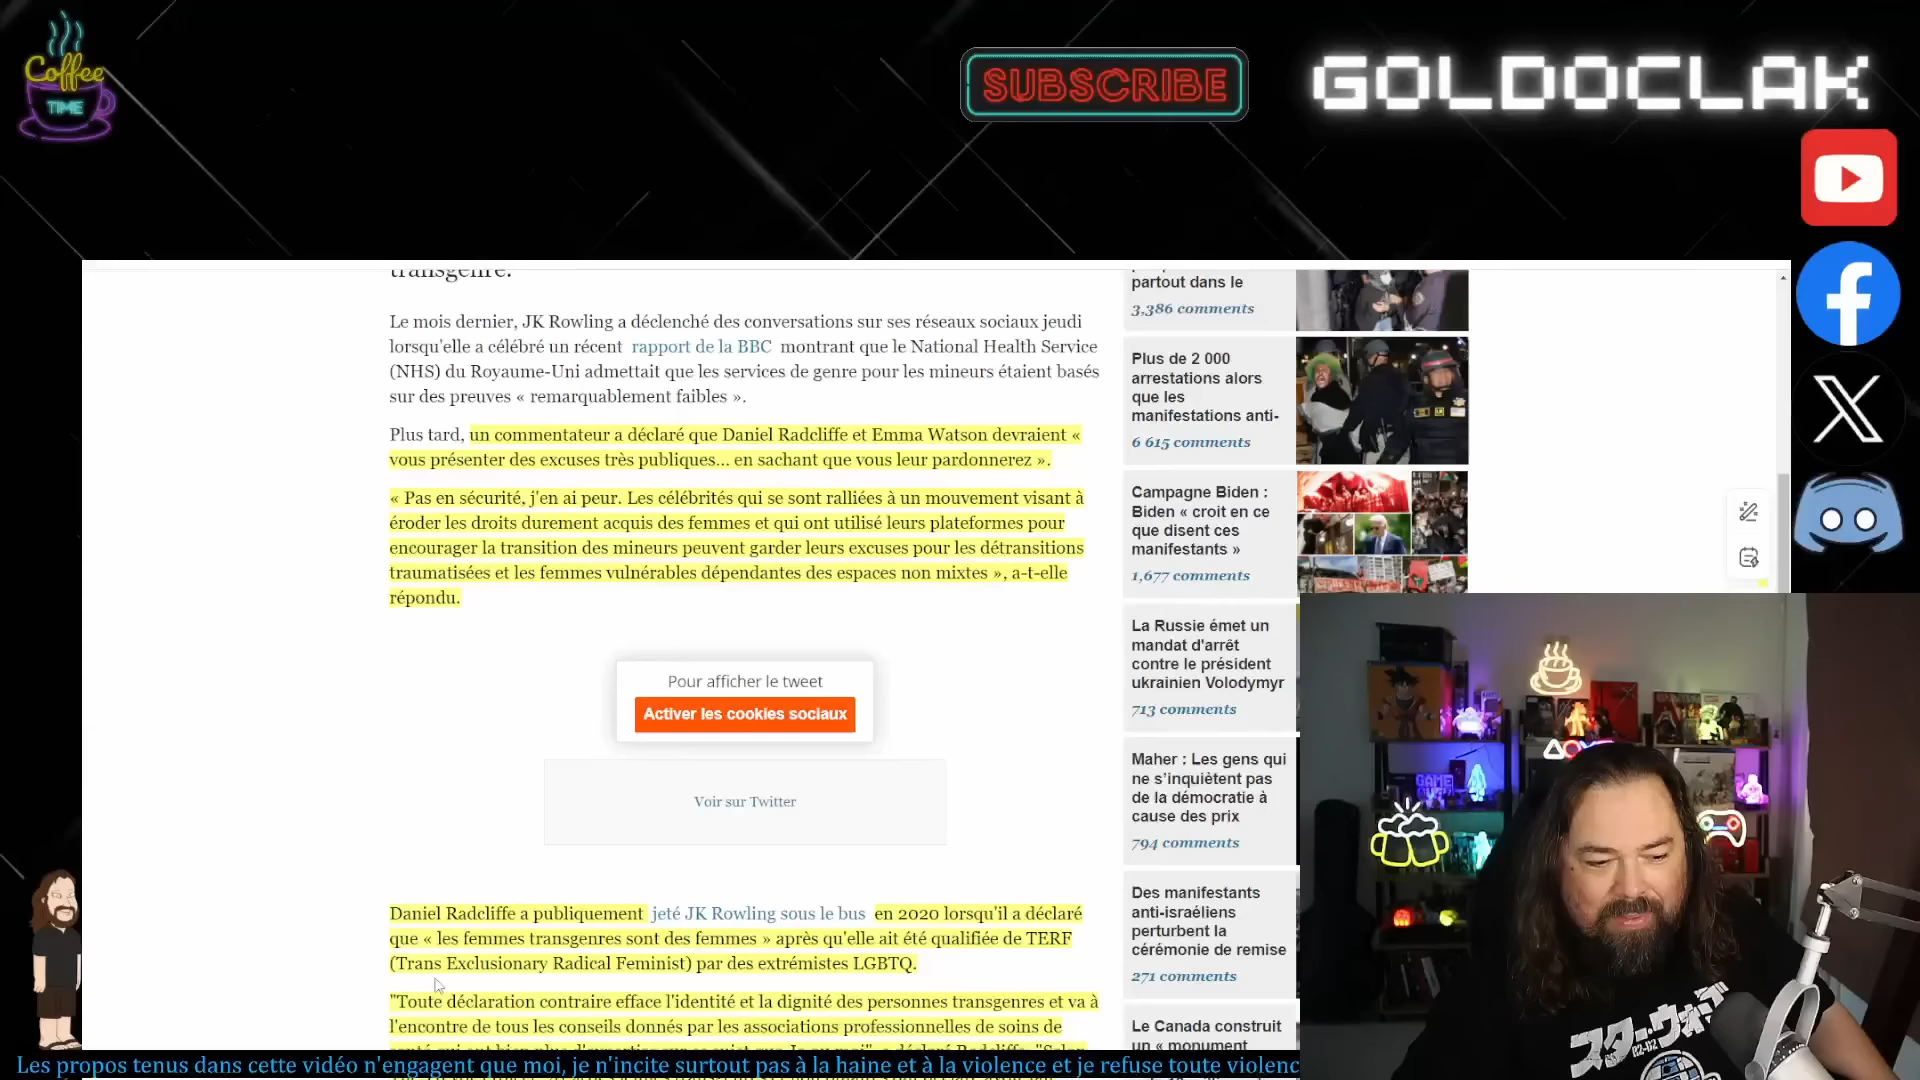 Coffee
TIME
SUBSCRIBE
GOLDOCLAK
transgenre.
Le mois dernier, JK Rowling a déclenché des conversations sur ses réseaux sociaux jeudi
lorsqu'elle a célébré un récent rapport de la BBC montrant que le National Health Service
(NHS) du Royaume-Uni admettait que les services de genre pour les mineurs étaient basés
sur des preuves « remarquablement faibles ».
Plus tard, un commentateur a déclaré que Daniel Radcliffe et Emma Watson devraient «
vous présenter des excuses très publiques... en sachant que vous leur pardonnerez ».
« Pas en sécurité, j'en ai peur. Les célébrités qui se sont ralliées à un mouvement visant à
éroder les droits durement acquis des femmes et qui ont utilisé leurs plateformes pour
encourager la transition des mineurs peuvent garder leurs excuses pour les détransitions
traumatisées et les femmes vulnérables dépendantes des espaces non mixtes », a-t-elle
répondu.
Pour afficher le tweet
Activer les cookies sociaux
Voir sur Twitter
Daniel Radcliffe a publiquement jeté JK Rowling sous le bus en 2020 lorsqu'il a déclaré
que « les femmes transgenres sont des femmes » après qu'elle ait été qualifiée de TERF
(Trans Exclusionary Radical Feminist) par des extrémistes LGBTQ.
"Toute déclaration contraire efface l'identité et la dignité des personnes transgenres et va à
l'encontre de tous les conseils donnés par les associations professionnelles de soins de
partout dans le
3,386 comments
Plus de 2 000
arrestations alors
que les
manifestations anti-
6 615 comments
Campagne Biden :
Biden « croit en ce
que disent ces
manifestants »
1,677 comments
La Russie émet un
mandat d'arrêt
contre le président
ukrainien Volodymyr
713 comments
Maher : Les gens qui
ne s'inquiètent pas
de la démocratie à
cause des prix
794 comments
Des manifestants
anti-israéliens
perturbent la
cérémonie de remise
271 comments
Le Canada construit
un « monument
GAME
スター・ウォーズ
R2-D2
Les propos tenus dans cette vidéo n'engagent que moi, je n'incite surtout pas à la haine et à la violence et je refuse toute violenc